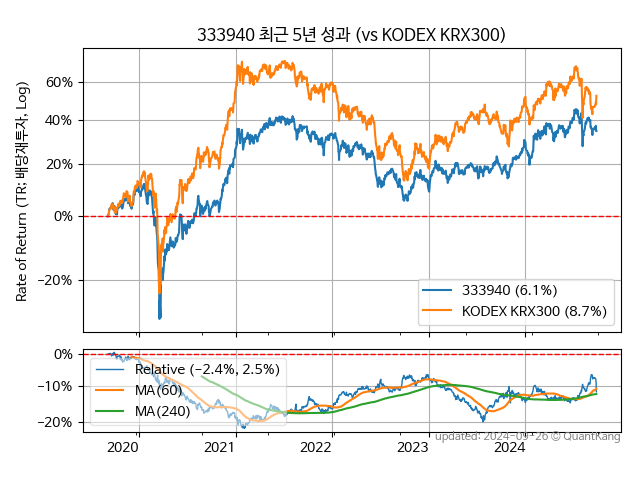 333940 최근 5년 성과 (vs KODEX KRX300)
Rate of Return (TR: 배당재투자, Log)
60%
40%
20%
0%
−20%
333940 (6.1%)
KODEX KRX300 (8.7%)
0%
−10%
−20%
Relative (−2.4%, 2.5%)
MA(60)
MA(240)
2020
2021
2022
2023
2024
updated: 2024-09-26 © QuantKang